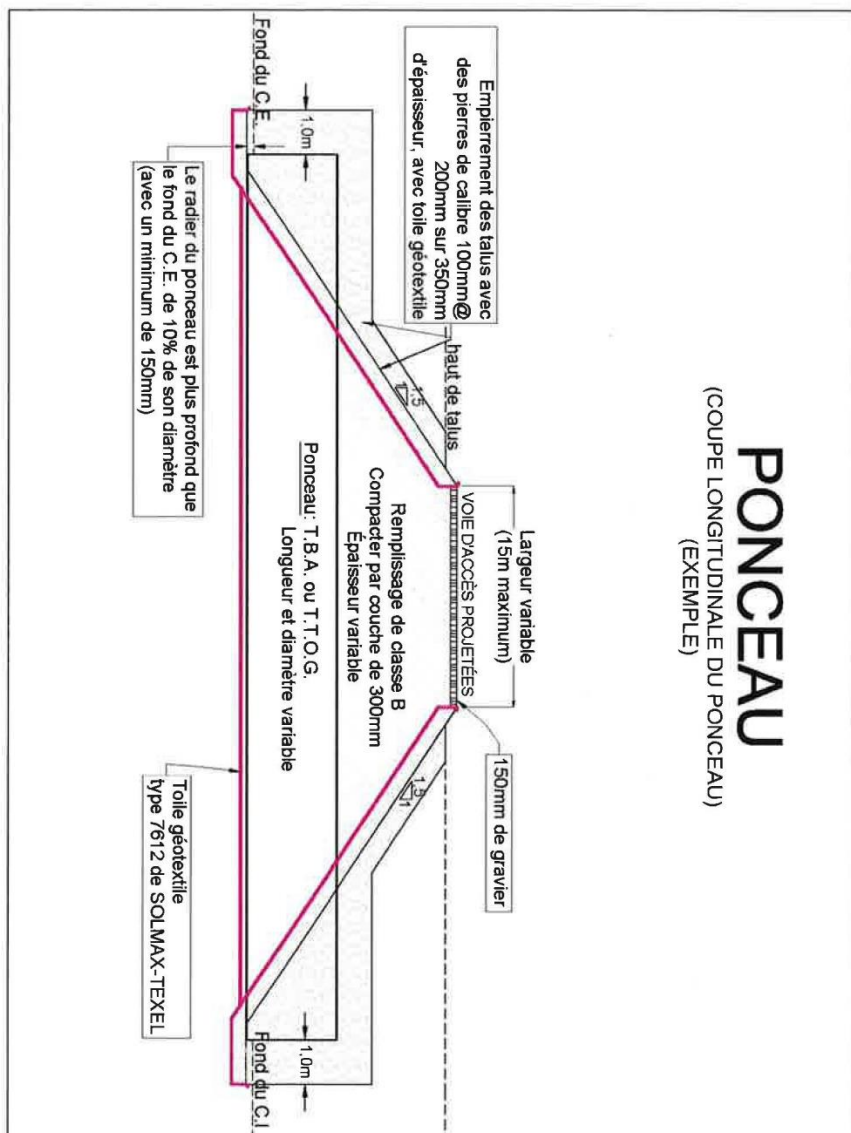 PONCEAU
(COUPE LONGITUDINALE DU PONCEAU)
(EXEMPLE)
Largeur variable
(15m maximum)
VOIE D'ACCÈS PROJETÉES
150mm de gravier
Empierrement des talus avec
des pierres de calibre 100mm@
200mm sur 350mm
d'épaisseur, avec toile géotextile
haut de talus
1,5
1
1,5
1
Remplissage de classe B
Compacter par couche de 300mm
Épaisseur variable
Ponceau: T.B.A. ou T.T.O.G.
Longueur et diamètre variable
1,0m
1,0m
Fond du C.E.
Fond du C.I
Le radier du ponceau est plus profond que
le fond du C.E. de 10% de son diamètre
(avec un minimum de 150mm)
Toile géotextile
type 7612 de SOLMAX-TEXEL